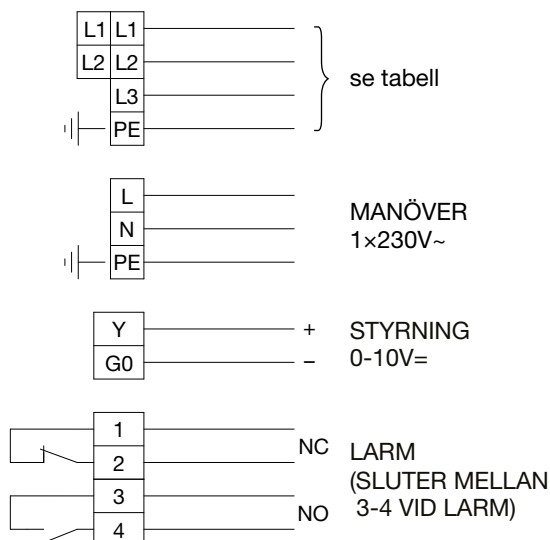 L1 L1
L2 L2
L3
PE
se tabell
L
N
PE
MANÖVER
1×230V~
Y + STYRNING
G0 – 0-10V=
1
2
NC
LARM
(SLUTER MELLAN
3-4 VID LARM)
3
4
NO